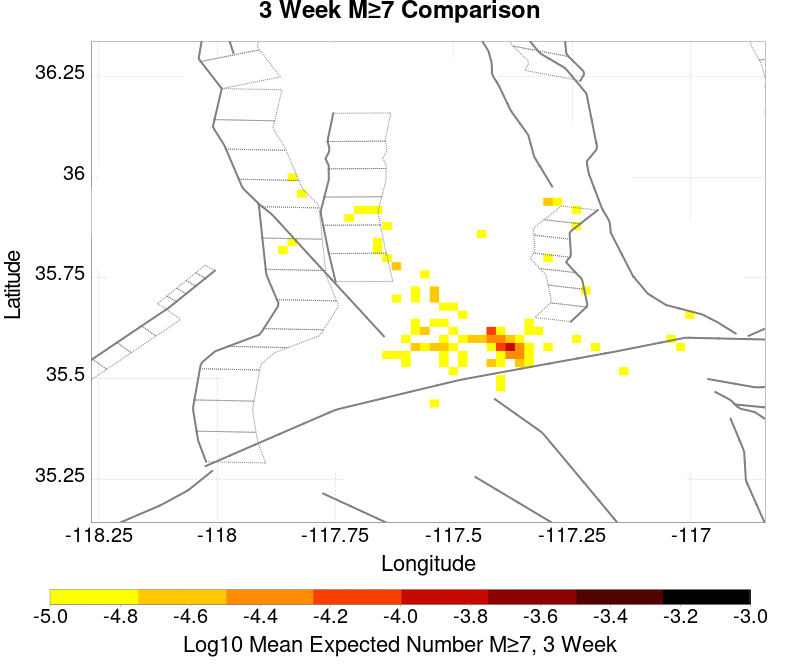 3 Week M≥7 Comparison
36.25
36
35.75
35.5
35.25
Latitude
-118.25 -118 -117.75 -117.5 -117.25 -117
Longitude
-5.0 -4.8 -4.6 -4.4 -4.2 -4.0 -3.8 -3.6 -3.4 -3.2 -3.0
Log10 Mean Expected Number M≥7, 3 Week